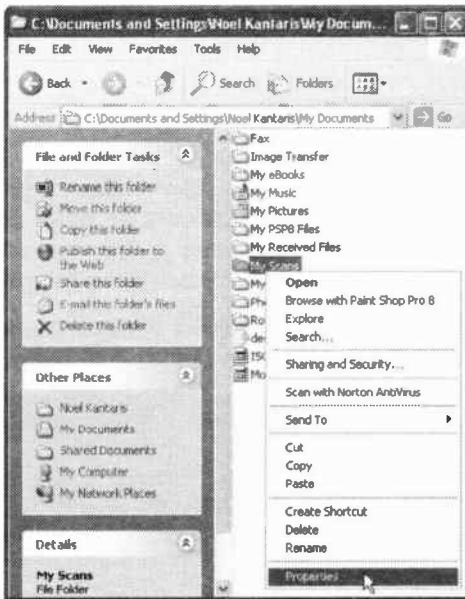 C:\Documents and Settings\Noel Kantaris\My Docum...
File Edit View Favorites Tools Help
Back Search Folders
Address C:\Documents and Settings\Noel Kantaris\My Documents Go
File and Folder Tasks
Rename this folder
Move this folder
Copy this folder
Publish this folder to
the Web
Share this folder
E-mail this folder's files
Delete this folder
Other Places
Noel Kantaris
My Documents
Shared Documents
My Computer
My Network Places
Details
My Scans
File Folder
Fax
Image Transfer
My eBooks
My Music
My Pictures
My PSP8 Files
My Received Files
My Scans
My
Ph
Ro
de
ISC
Mo
Open
Browse with Paint Shop Pro 8
Explore
Search...
Sharing and Security...
Scan with Norton AntiVirus
Send To
Cut
Copy
Paste
Create Shortcut
Delete
Rename
Properties